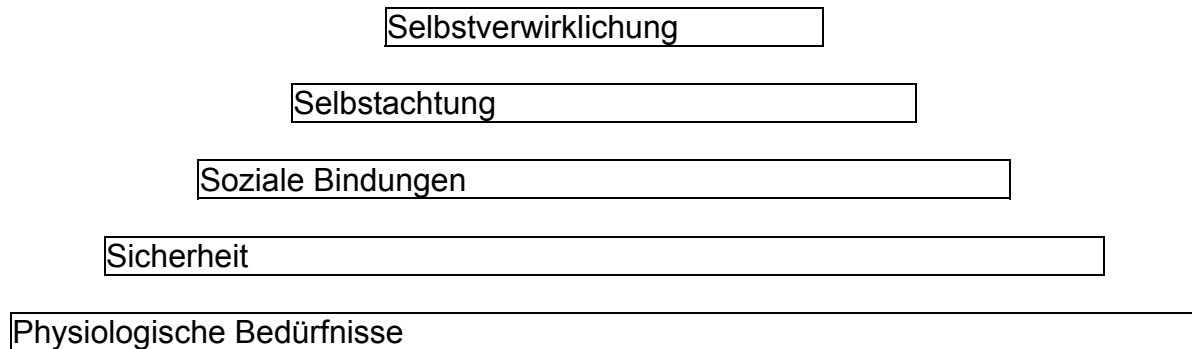 Selbstverwirklichung
Selbstachtung
Soziale Bindungen
Sicherheit
Physiologische Bedürfnisse